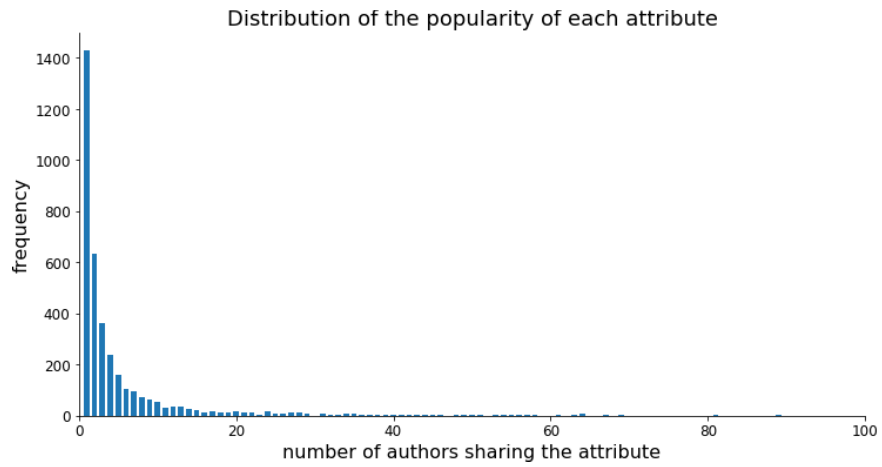 Distribution of the popularity of each attribute
1400
1200
1000
800
600
400
200
0
frequency
0 20 40 60 80 100
number of authors sharing the attribute